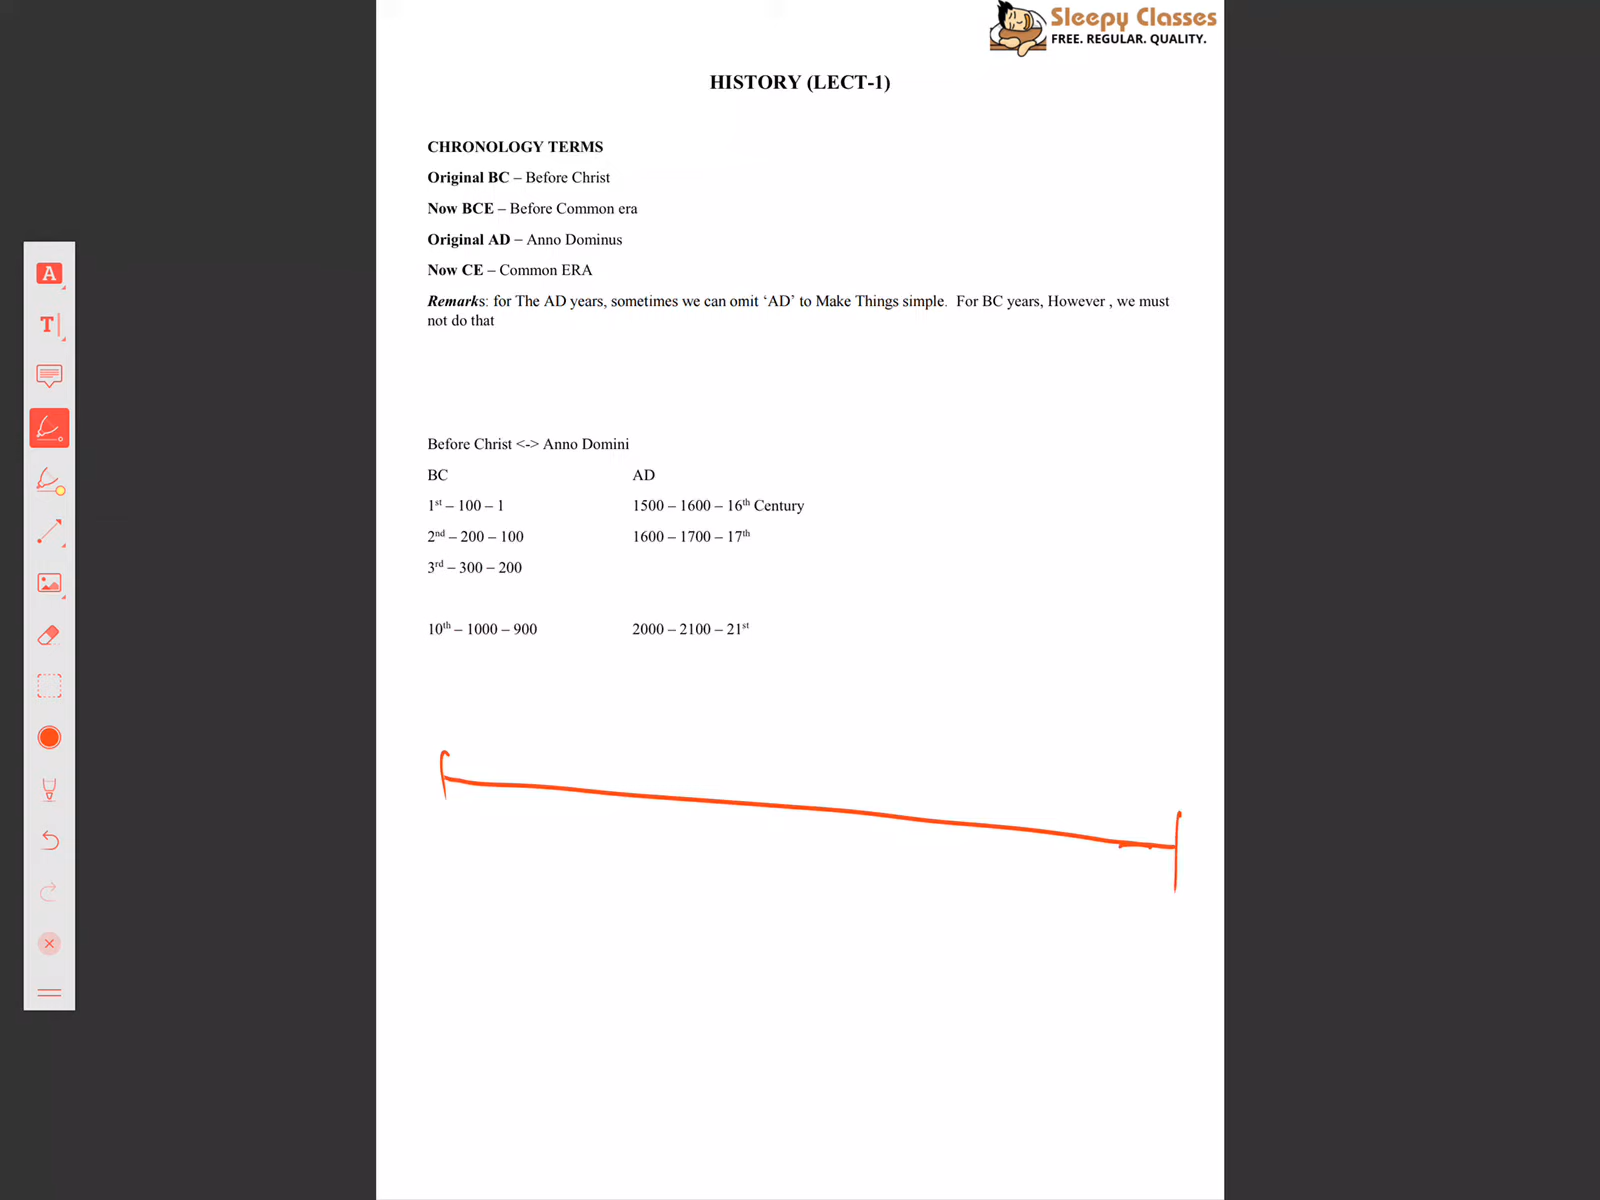 Sleepy Classes
FREE. REGULAR. QUALITY.
HISTORY (LECT-1)
CHRONOLOGY TERMS
Original BC – Before Christ
Now BCE – Before Common era
Original AD – Anno Dominus
Now CE – Common ERA
Remarks: for The AD years, sometimes we can omit ‘AD’ to Make Things simple. For BC years, However , we must
not do that
Before Christ <-> Anno Domini
BC AD
1st – 100 – 1 1500 – 1600 – 16th Century
2nd – 200 – 100 1600 – 1700 – 17th
3rd – 300 – 200
10th – 1000 – 900 2000 – 2100 – 21st
A
T